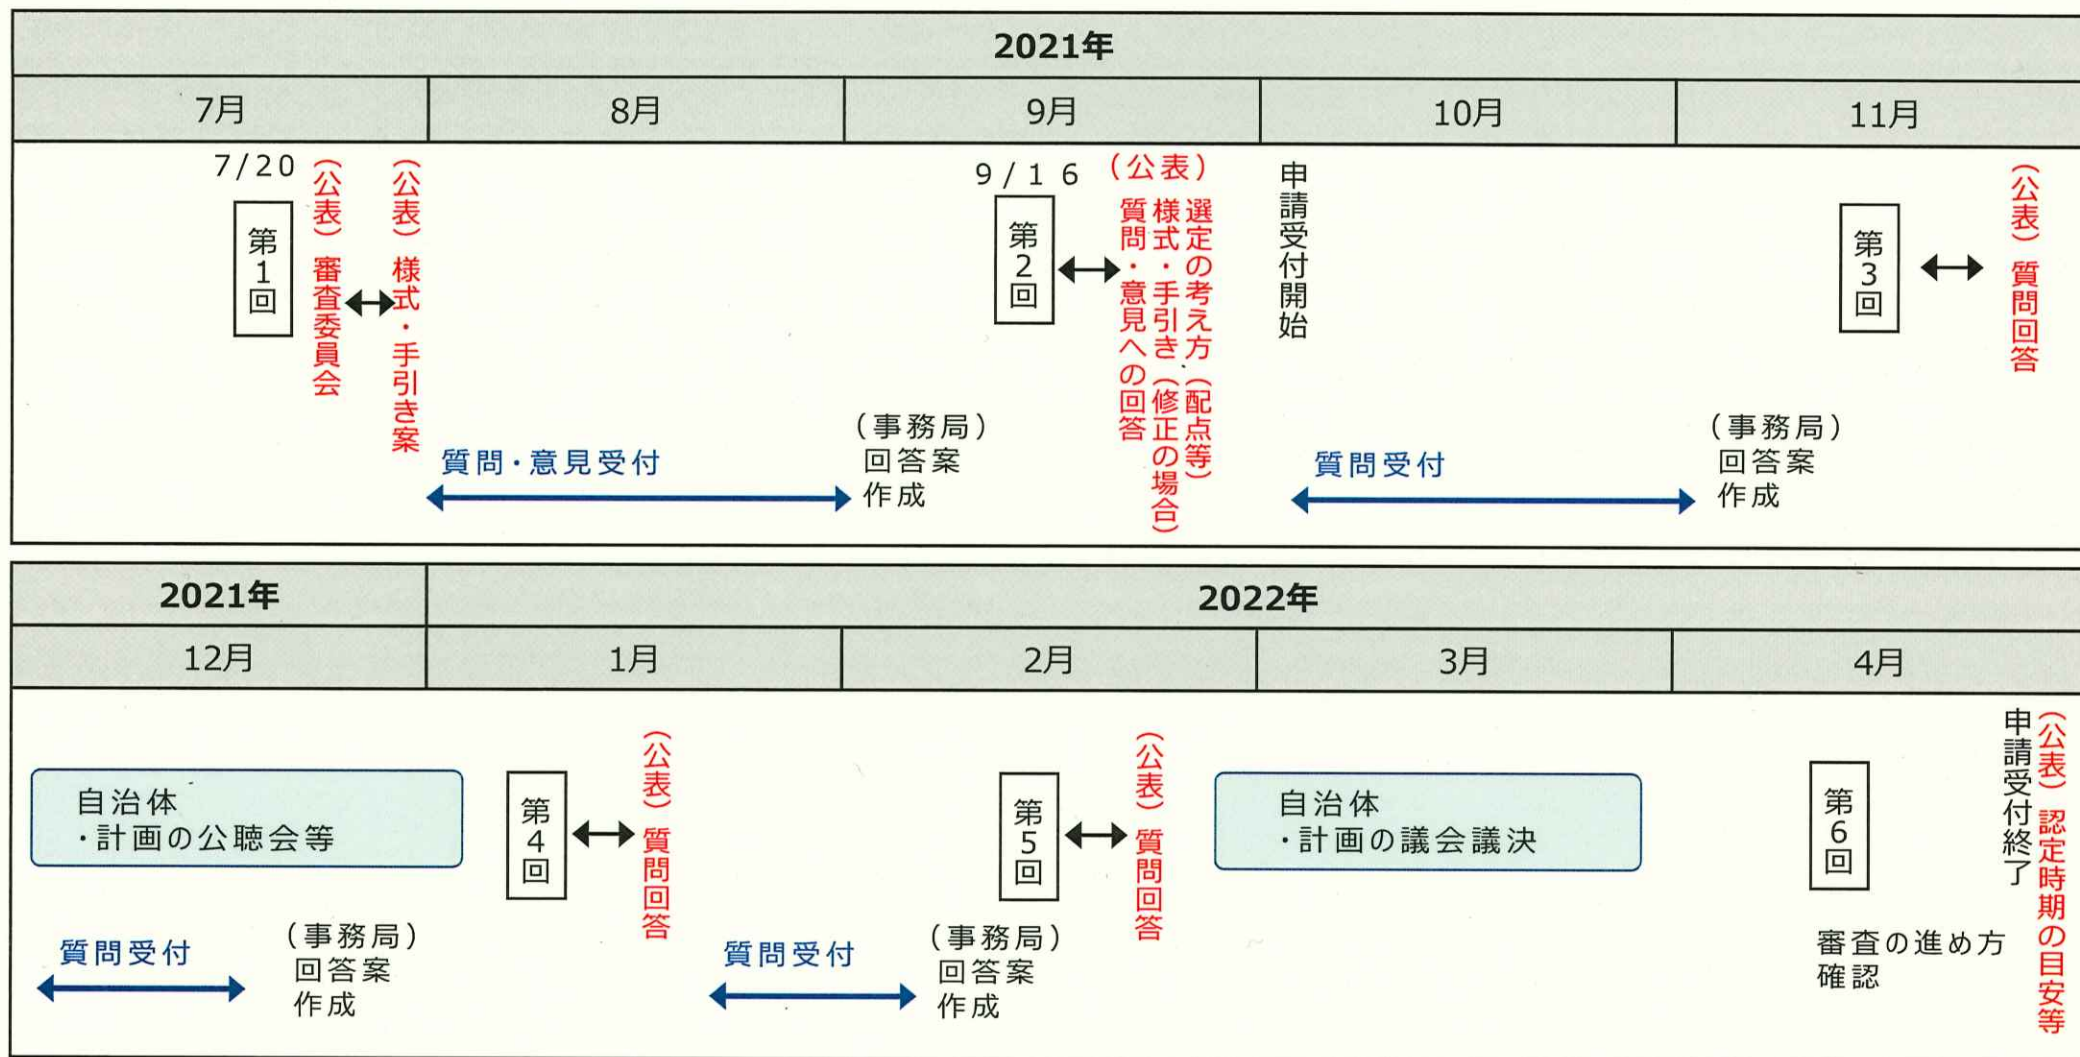 2021年
7月
8月
9月
10月
11月
7/20
第1回
（公表）審査委員会
（公表）様式・手引き案
質問・意見受付
（事務局）
回答案
作成
9/16
第2回
（公表）
選定の考え方（配点等）
様式・手引き（修正の場合）
質問・意見への回答
申請受付開始
質問受付
（事務局）
回答案
作成
第3回
（公表）質問回答
2021年
2022年
12月
1月
2月
3月
4月
自治体
・計画の公聴会等
質問受付
（事務局）
回答案
作成
第4回
（公表）質問回答
質問受付
（事務局）
回答案
作成
第5回
（公表）質問回答
自治体
・計画の議会議決
第6回
審査の進め方
確認
申請受付終了
（公表）認定時期の目安等